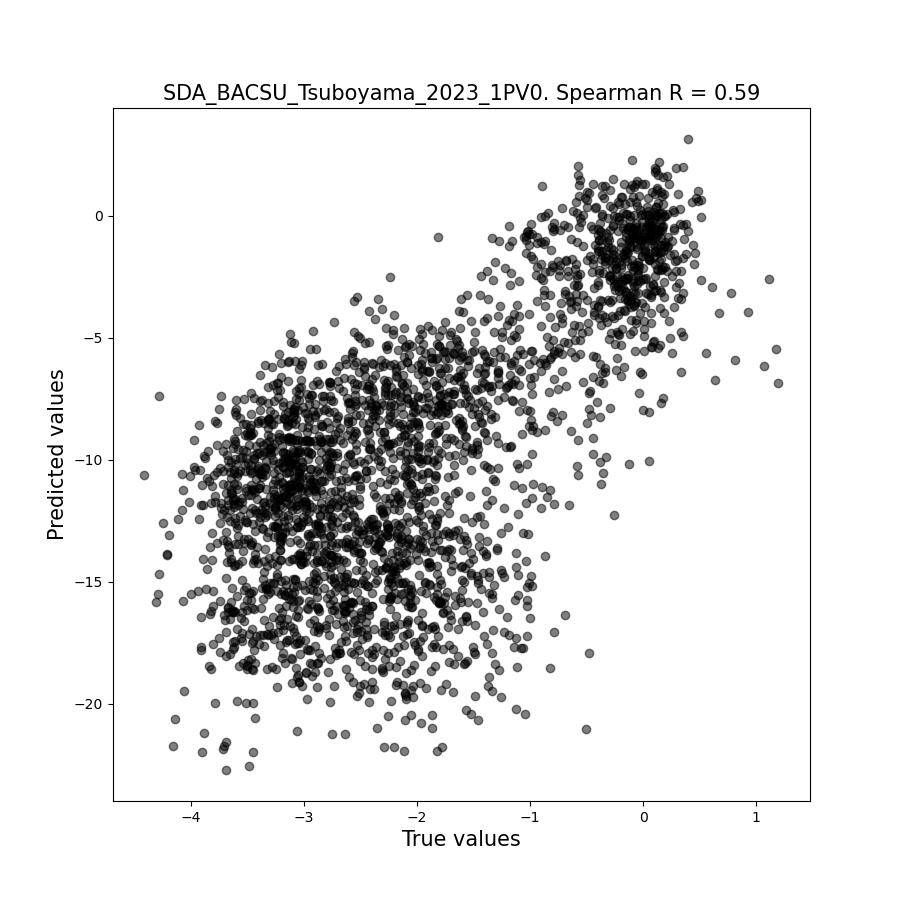 SDA_BACSU_Tsuboyama_2023_1PV0. Spearman R = 0.59
0
−5
−10
−15
−20
Predicted values
−4 −3 −2 −1 0 1
True values